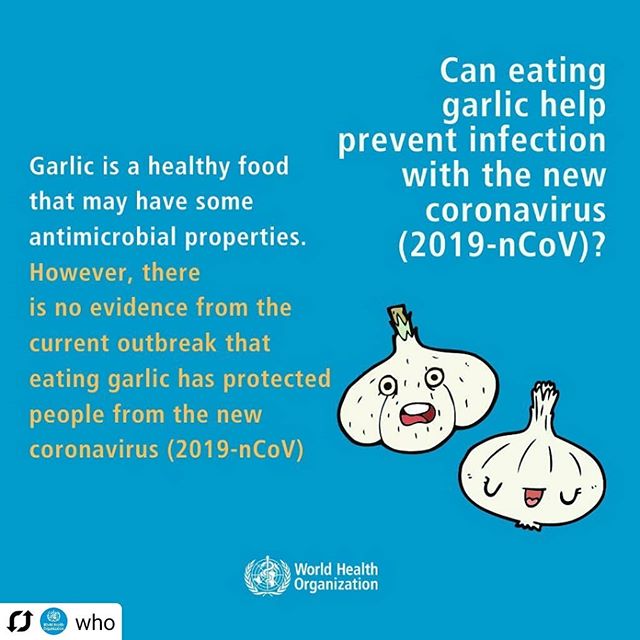 Can eating
garlic help
prevent infection
with the new
coronavirus
(2019-nCoV)?
Garlic is a healthy food
that may have some
antimicrobial properties.
However, there
is no evidence from the
current outbreak that
eating garlic has protected
people from the new
coronavirus (2019-nCoV)
World Health
Organization
who